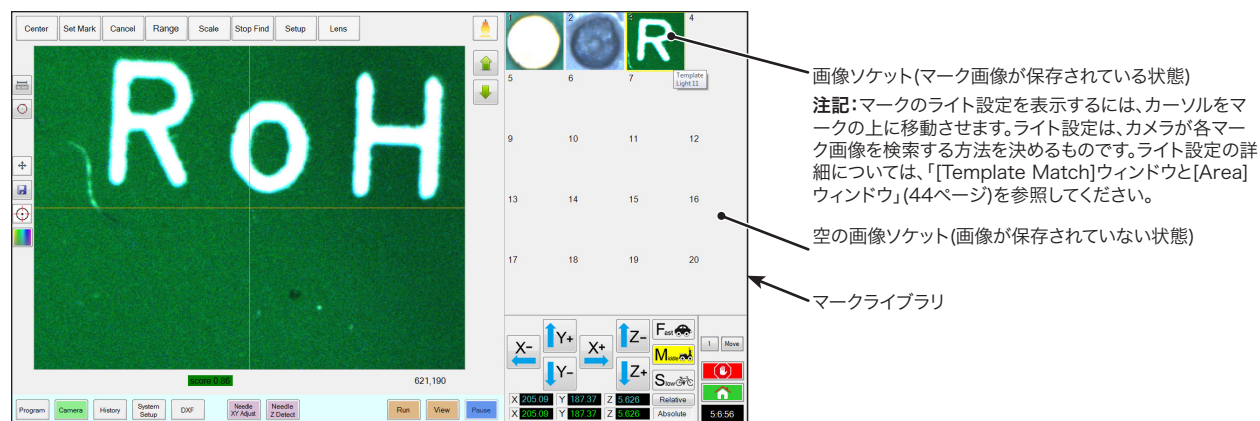 Center Set Mark Cancel Range Scale Stop Find Setup Lens
RoH
score:0.86
621,190
Program Camera History System Setup DXF Needle XY Adjust Needle Z Detect Run View Pause
1 2 3 4
R
Template
Light 11
5 6 7
9 10 11 12
13 14 15 16
17 18 19 20
X- Y+ X+ Z- Fast
Y- Z+ Middle
Slow
1 Move
X 205.09 Y 187.37 Z 5.626 Relative
X 205.09 Y 187.37 Z 5.626 Absolute
5:6:56
画像ソケット(マーク画像が保存されている状態)
注記：マークのライト設定を表示するには、カーソルをマ
ークの上に移動させます。ライト設定は、カメラが各マー
ク画像を検索する方法を決めるものです。ライト設定の詳
細については、「[Template Match]ウィンドウと[Area]
ウィンドウ」(44ページ)を参照してください。
空の画像ソケット(画像が保存されていない状態)
マークライブラリ